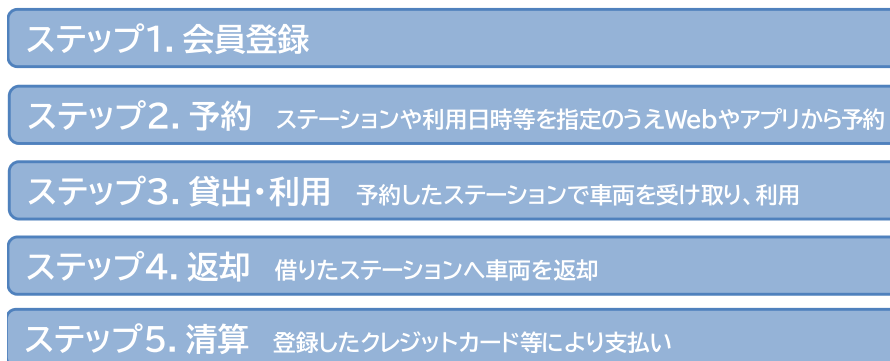 ステップ1．会員登録
ステップ2．予約　ステーションや利用日時等を指定のうえWebやアプリから予約
ステップ3．貸出・利用　予約したステーションで車両を受け取り、利用
ステップ4．返却　借りたステーションへ車両を返却
ステップ5．清算　登録したクレジットカード等により支払い